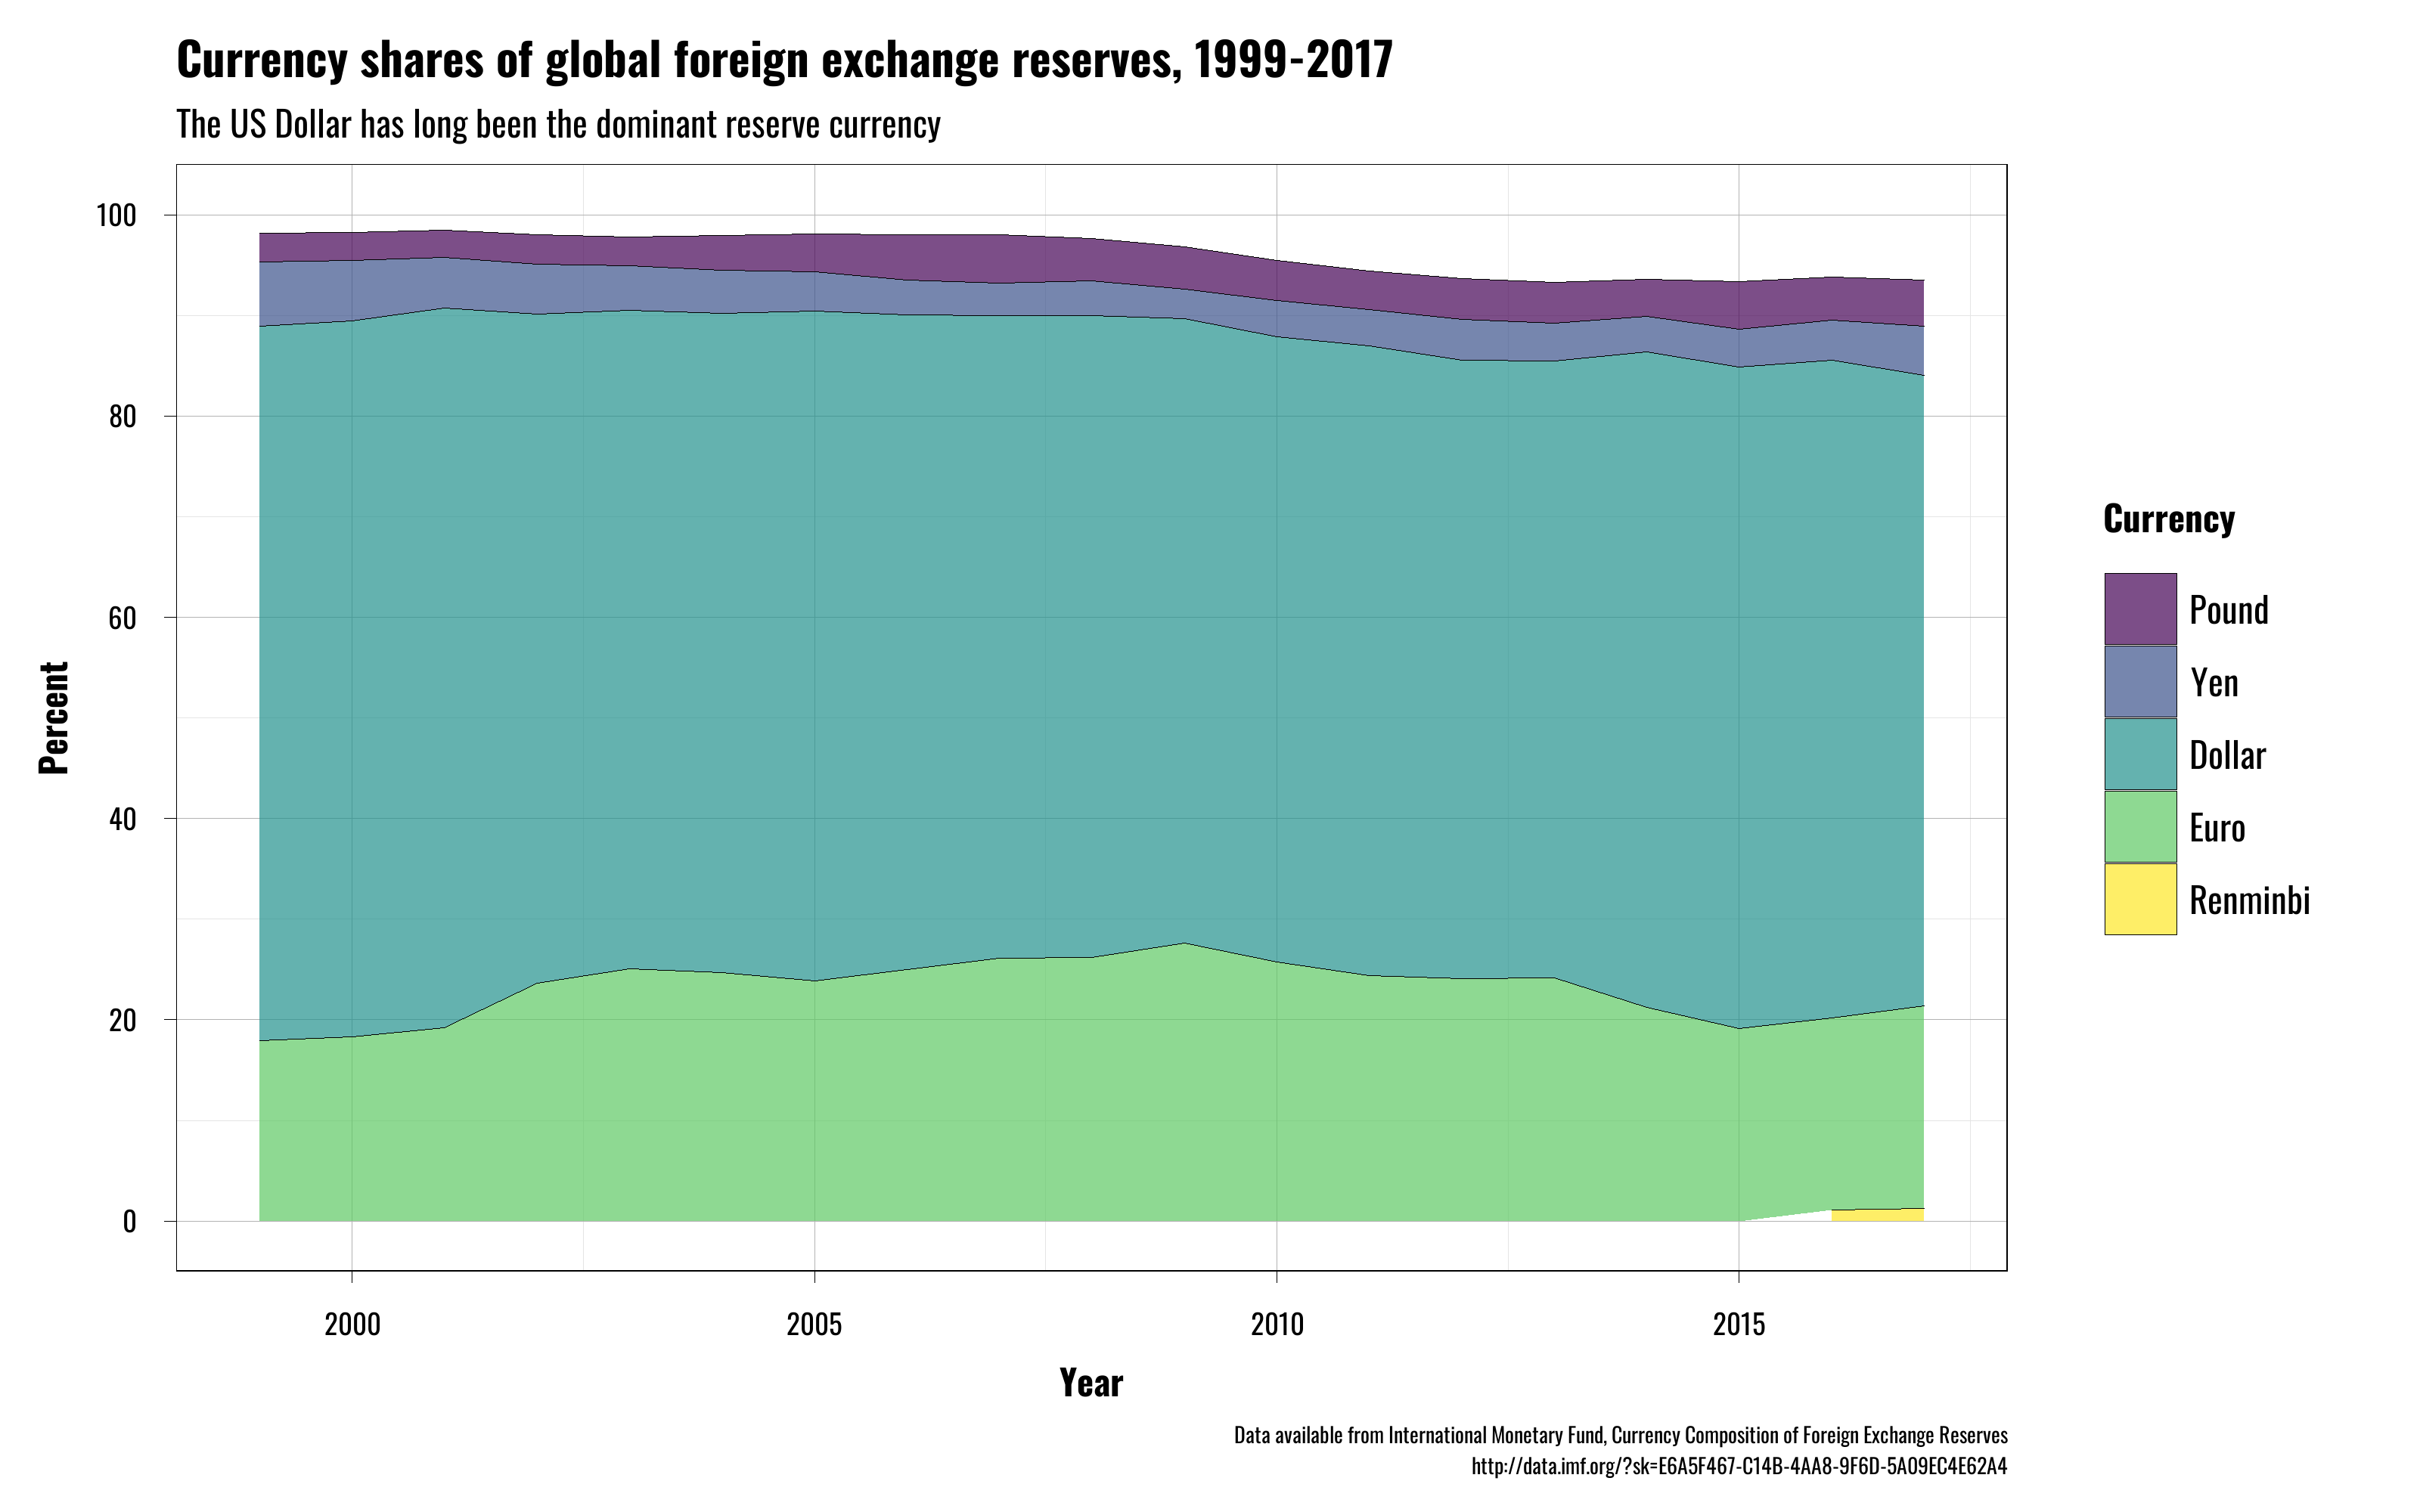 Currency shares of global foreign exchange reserves, 1999-2017
The US Dollar has long been the dominant reserve currency
Percent
100
80
60
40
20
0
2000
2005
2010
2015
Year
Currency
Pound
Yen
Dollar
Euro
Renminbi
Data available from International Monetary Fund, Currency Composition of Foreign Exchange Reserves
http://data.imf.org/?sk=E6A5F467-C14B-4AA8-9F6D-5A09EC4E62A4